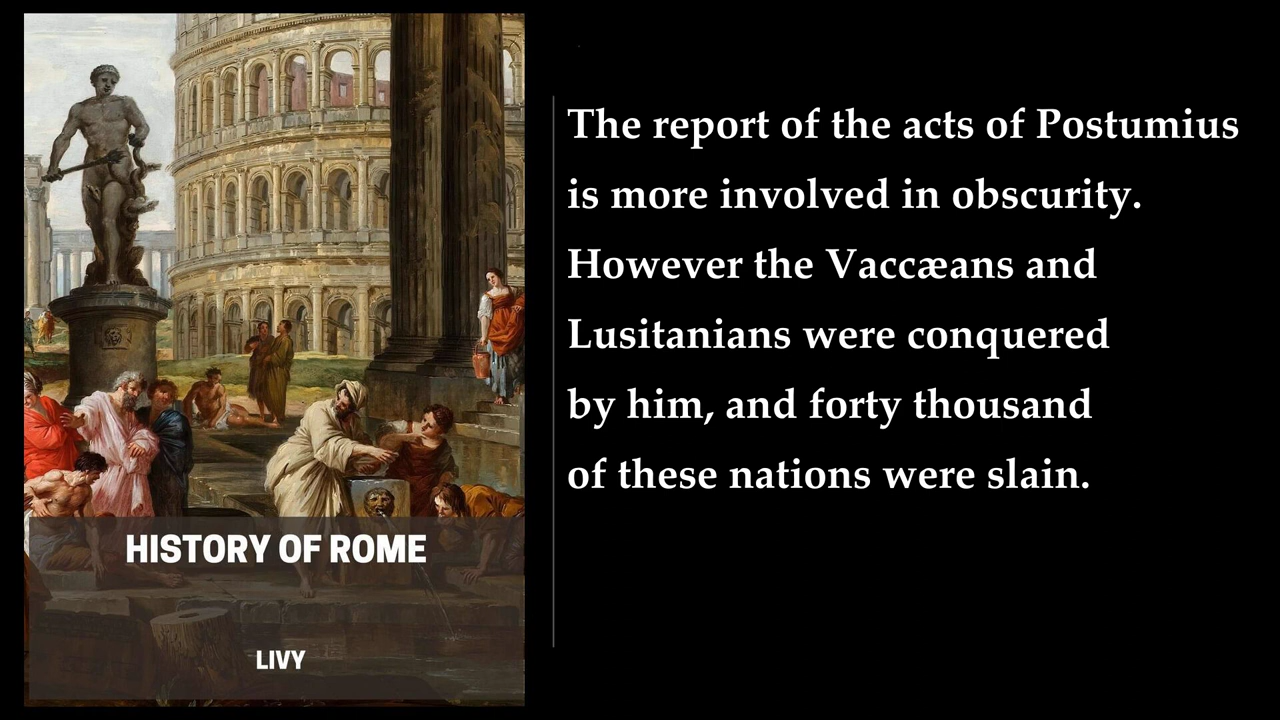 HISTORY OF ROME
LIVY
The report of the acts of Postumius
is more involved in obscurity.
However the Vaccæans and
Lusitanians were conquered
by him, and forty thousand
of these nations were slain.